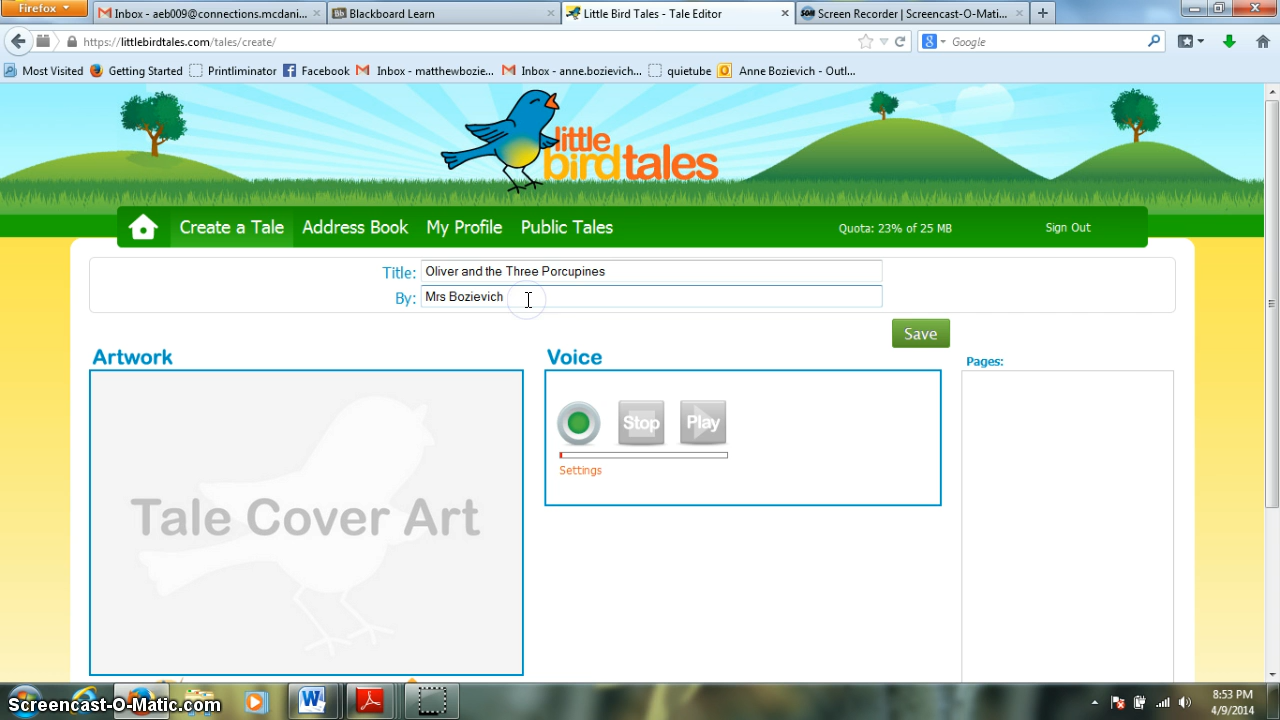 Firefox
Inbox - aeb009@connections.mcdani...
Blackboard Learn
Little Bird Tales - Tale Editor
Screen Recorder | Screencast-O-Mati...
https://littlebirdtales.com/tales/create/
Google
Most Visited
Getting Started
Printliminator
Facebook
Inbox - matthewbozie...
Inbox - anne.bozievich...
quietube
Anne Bozievich - Outl...
little
birdtales
Create a Tale
Address Book
My Profile
Public Tales
Quota: 23% of 25 MB
Sign Out
Title: Oliver and the Three Porcupines
By: Mrs Bozievich
Save
Artwork
Voice
Pages:
Stop
Play
Settings
Tale Cover Art
Screencast-O-Matic.com
8:53 PM
4/9/2014